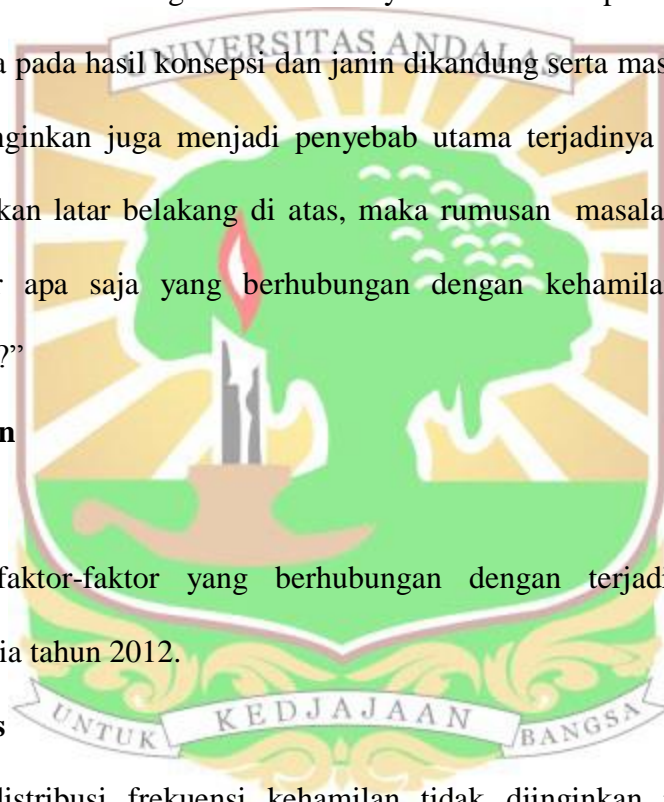 UNIVERSITAS ANDALAS
a pada hasil konsepsi dan janin dikandung serta mas
nginkan juga menjadi penyebab utama terjadinya
kan latar belakang di atas, maka rumusan masala
r apa saja yang berhubungan dengan kehamila
?”
n
faktor-faktor yang berhubungan dengan terjadi
ia tahun 2012.
UNTUK KEDJAJAAN BANGSA
s
distribusi frekuensi kehamilan tidak diinginkan